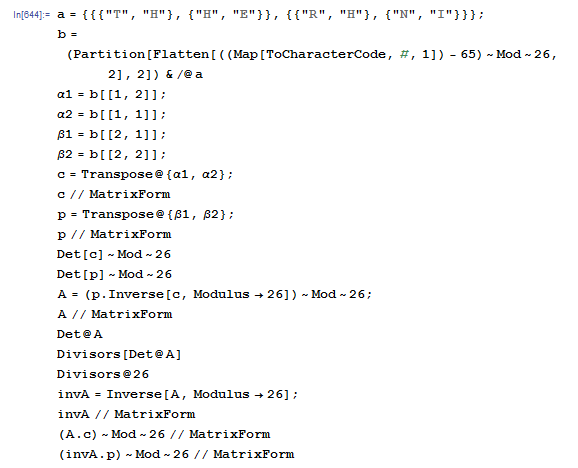 In[644]:= a = {{{"T", "H"}, {"H", "E"}}, {{"R", "H"}, {"N", "I"}}};
b =
(Partition[Flatten[((Map[ToCharacterCode, #, 1]) - 65) ~ Mod ~ 26,
2], 2]) & /@ a
α1 = b[[1, 2]];
α2 = b[[1, 1]];
β1 = b[[2, 1]];
β2 = b[[2, 2]];
c = Transpose@{α1, α2};
c // MatrixForm
p = Transpose@{β1, β2};
p // MatrixForm
Det[c] ~ Mod ~ 26
Det[p] ~ Mod ~ 26
A = (p.Inverse[c, Modulus → 26]) ~ Mod ~ 26;
A // MatrixForm
Det@A
Divisors[Det@A]
Divisors@26
invA = Inverse[A, Modulus → 26];
invA // MatrixForm
(A.c) ~ Mod ~ 26 // MatrixForm
(invA.p) ~ Mod ~ 26 // MatrixForm